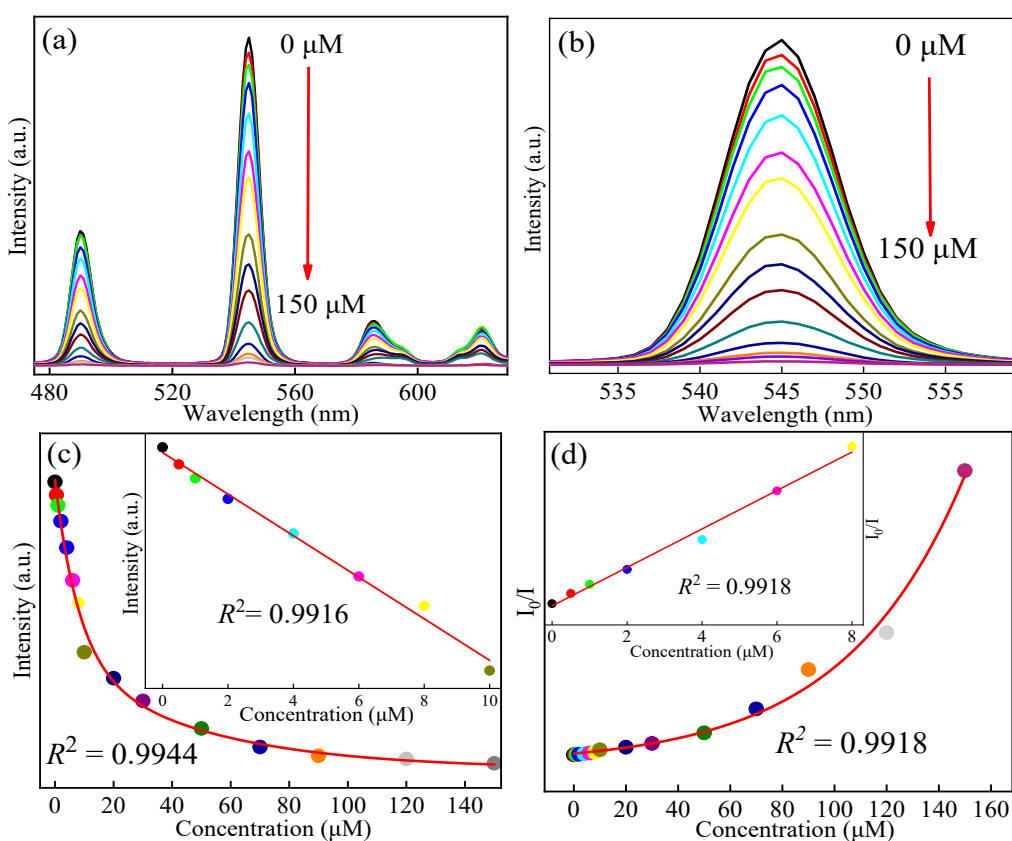 (a)
0 μM
150 μM
Intensity (a.u.)
480
520
560
600
Wavelength (nm)
(b)
0 μM
150 μM
Intensity (a.u.)
535
540
545
550
555
Wavelength (nm)
(c)
Intensity (a.u.)
R² = 0.9944
0
20
40
60
80
100
120
140
Concentration (μM)
Intensity (a.u.)
R²= 0.9916
0
2
4
6
8
10
Concentration (μM)
(d)
I₀/I
R² = 0.9918
0
20
40
60
80
100
120
140
160
Concentration (μM)
I₀/I
R² = 0.9918
0
2
4
6
8
Concentration (μM)